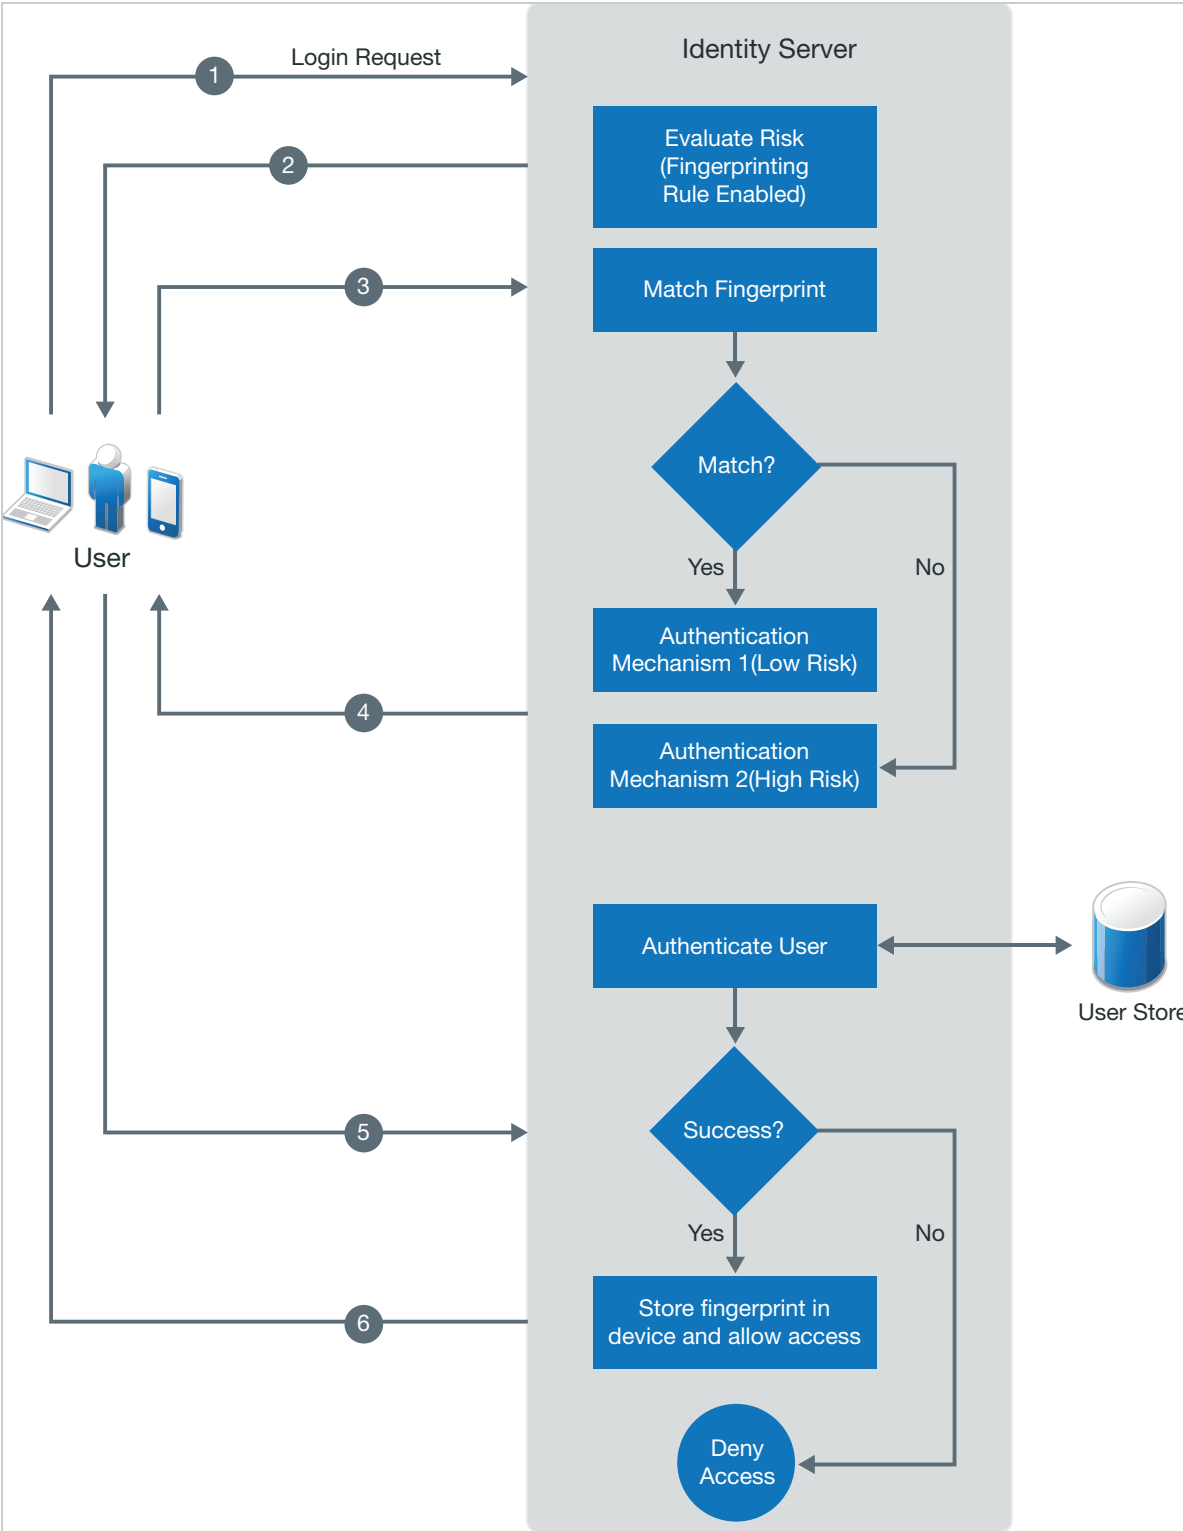 Login Request
Identity Server
1
Evaluate Risk
(Fingerprinting
Rule Enabled)
2
3
Match Fingerprint
Match?
User
Yes
No
Authentication
Mechanism 1(Low Risk)
4
Authentication
Mechanism 2(High Risk)
Authenticate User
User Store
5
Success?
Yes
No
6
Store fingerprint in
device and allow access
Deny
Access